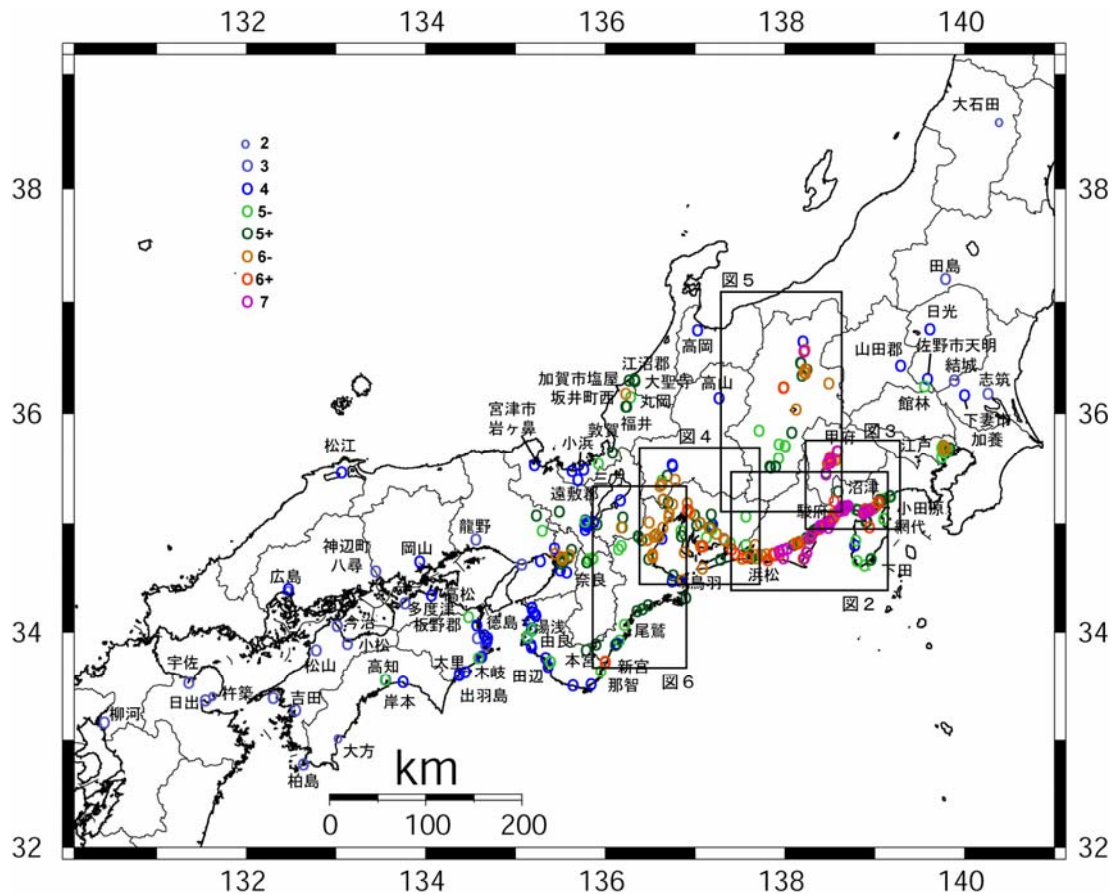 132
134
136
138
140
大石田
2
3
38
38
4
5-
5+
6-
6+
7
田島
図5
日光
山田郡
佐野市天明
高岡
江沼郡
結城
加賀市塩屋
大聖寺
高山
志筑
36
坂井町西
丸岡
館林
36
宮津市
福井
下妻市
岩ヶ鼻
敦賀
図4
甲府
図3
江戸
加養
松江
小浜
遠敷郡
沼津
駿府
小田原
龍野
網代
神辺町
岡山
八尋
広島
奈良
鳥羽
浜松
下田
高松
図2
34
多度津
徳島
湯浅
尾鷲
34
今治
板野郡
由良
小松
宇佐
松山
高知
大里
木岐
本宮
新宮
杵築
田辺
那智
日出
吉田
岸本
出羽島
図6
柳河
大方
柏島
km
0
100
200
32
32
132
134
136
138
140